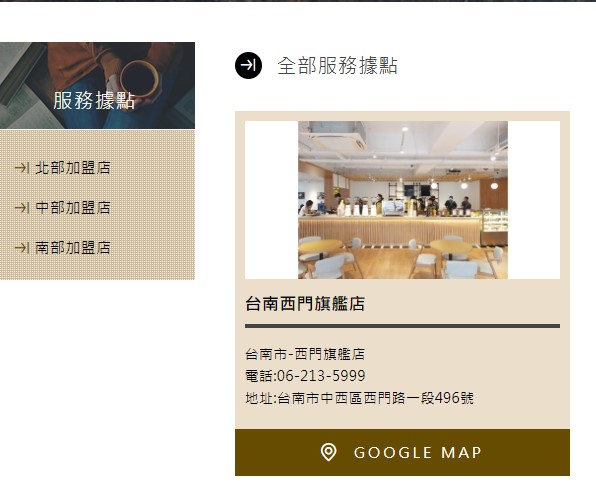 服務據點
北部加盟店
中部加盟店
南部加盟店
全部服務據點
台南西門旗艦店
台南市-西門旗艦店
電話:06-213-5999
地址:台南市中西區西門路一段496號
GOOGLE MAP